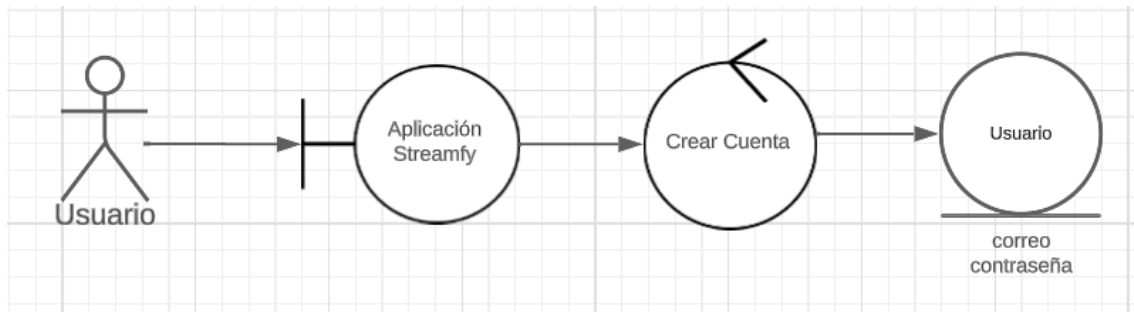 Usuario
Aplicación
Streamfy
Crear Cuenta
Usuario
correo
contraseña